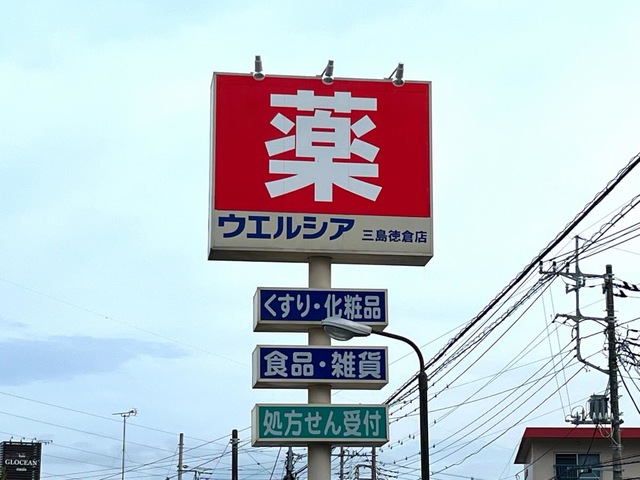 薬
ウエルシア 三島徳倉店
くすり・化粧品
食品・雑貨
処方せん受付
GLOCEAN